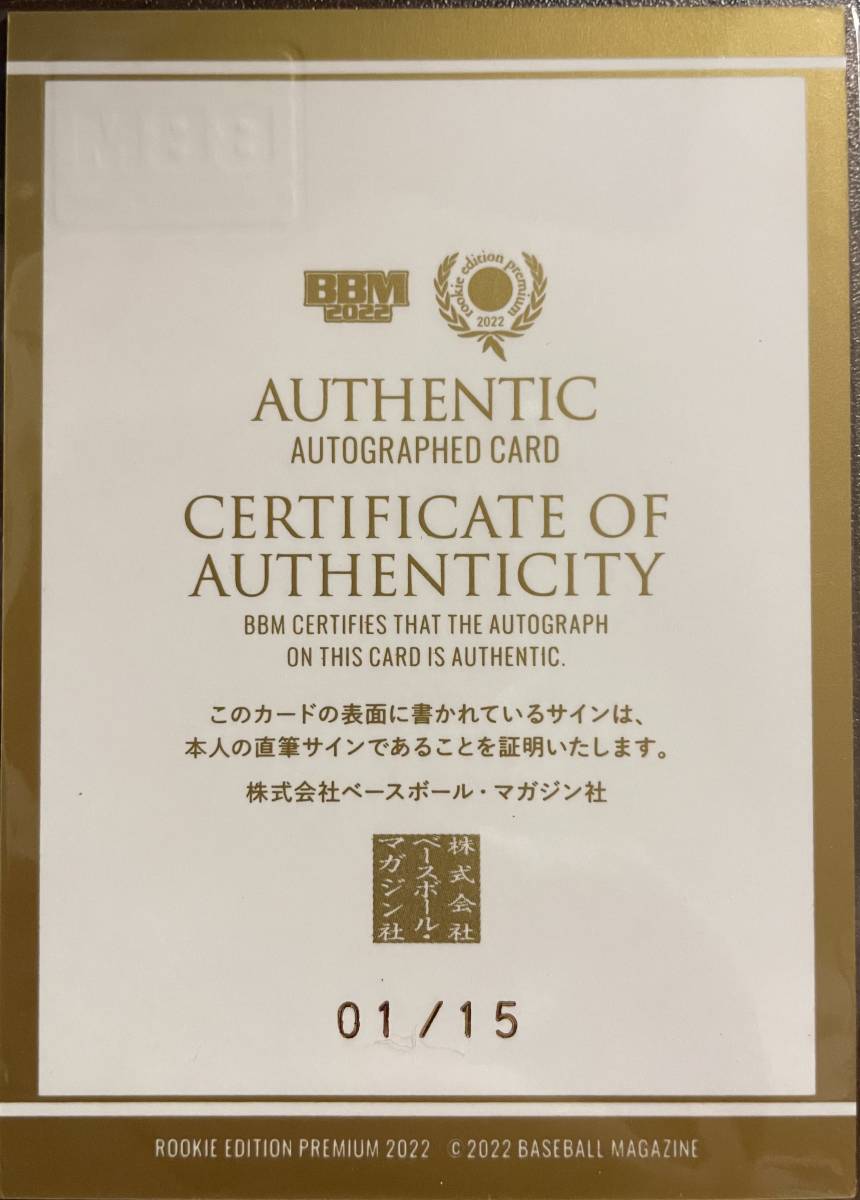 BBM
BBM
2022
rookie edition premium
2022
AUTHENTIC
AUTOGRAPHED CARD
CERTIFICATE OF
AUTHENTICITY
BBM CERTIFIES THAT THE AUTOGRAPH
ON THIS CARD IS AUTHENTIC.
このカードの表面に書かれているサインは、
本人の直筆サインであることを証明いたします。
株式会社ベースボール・マガジン社
株式会社
ベースボール・
マガジン社
01/15
ROOKIE EDITION PREMIUM 2022 © 2022 BASEBALL MAGAZINE